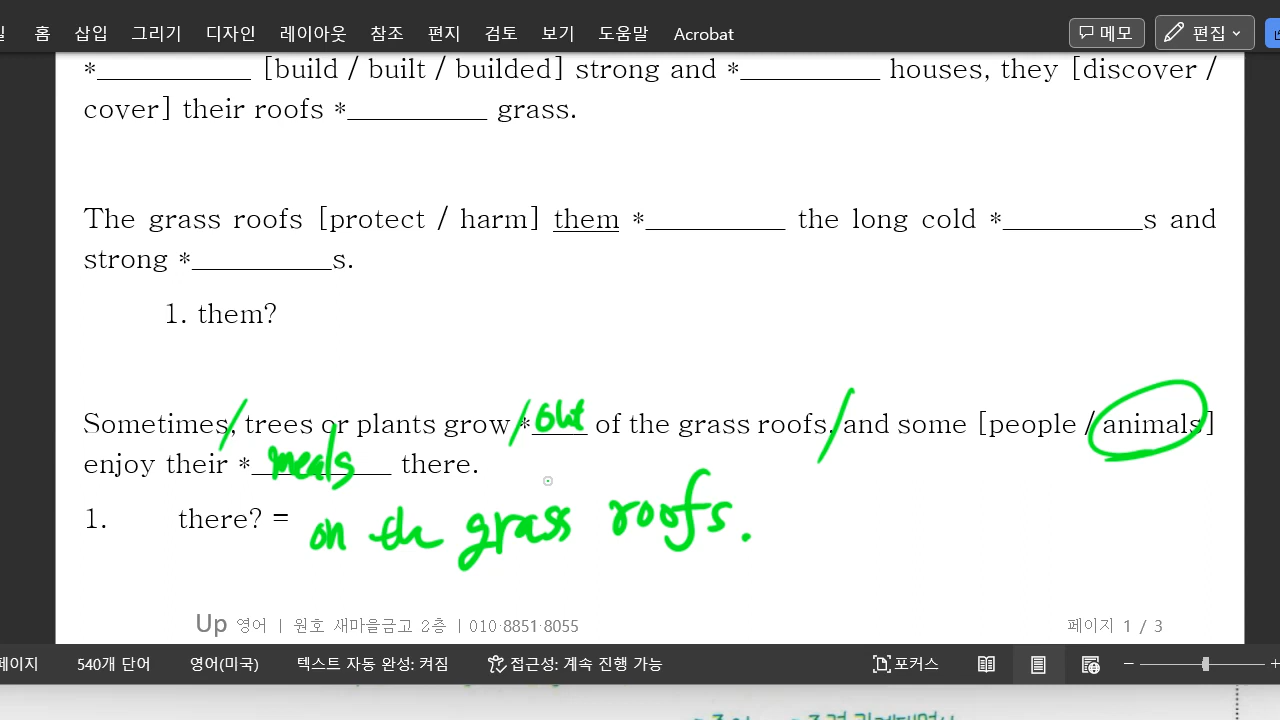 홈 삽입 그리기 디자인 레이아웃 참조 편지 검토 보기 도움말 Acrobat 메모 편집
*__________ [build / built / builded] strong and *__________ houses, they [discover /
cover] their roofs *__________ grass.
The grass roofs [protect / harm] them *__________ the long cold *__________s and
strong *__________s.
1. them?
Sometimes, trees or plants grow *out of the grass roofs, and some [people / animals]
enjoy their *meals there.
1. there? = on the grass roofs.
Up 영어 | 원호 새마을금고 2층 | 010-8851-8055 페이지 1 / 3
페이지 540개 단어 영어(미국) 텍스트 자동 완성: 켜짐 접근성: 계속 진행 가능 포커스